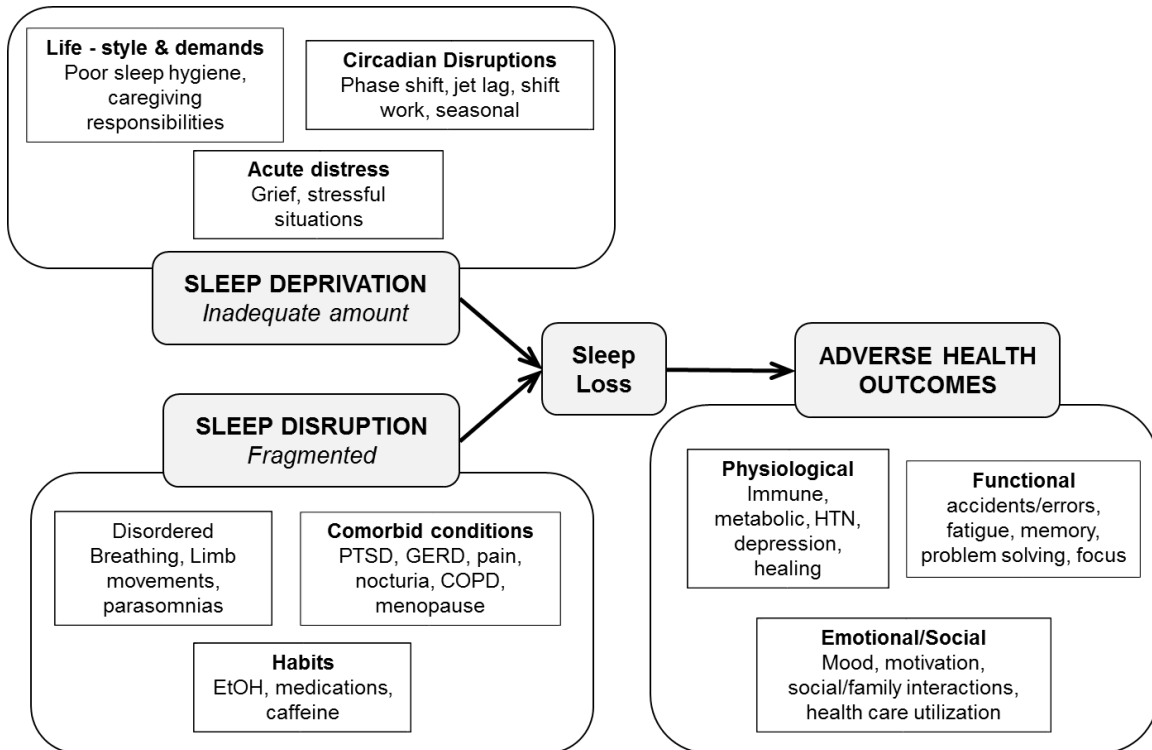 Life - style & demands
Poor sleep hygiene,
caregiving
responsibilities
Circadian Disruptions
Phase shift, jet lag, shift
work, seasonal
Acute distress
Grief, stressful
situations
SLEEP DEPRIVATION
Inadequate amount
Sleep
Loss
ADVERSE HEALTH
OUTCOMES
SLEEP DISRUPTION
Fragmented
Disordered
Breathing, Limb
movements,
parasomnias
Comorbid conditions
PTSD, GERD, pain,
nocturia, COPD,
menopause
Habits
EtOH, medications,
caffeine
Physiological
Immune,
metabolic, HTN,
depression,
healing
Functional
accidents/errors,
fatigue, memory,
problem solving, focus
Emotional/Social
Mood, motivation,
social/family interactions,
health care utilization